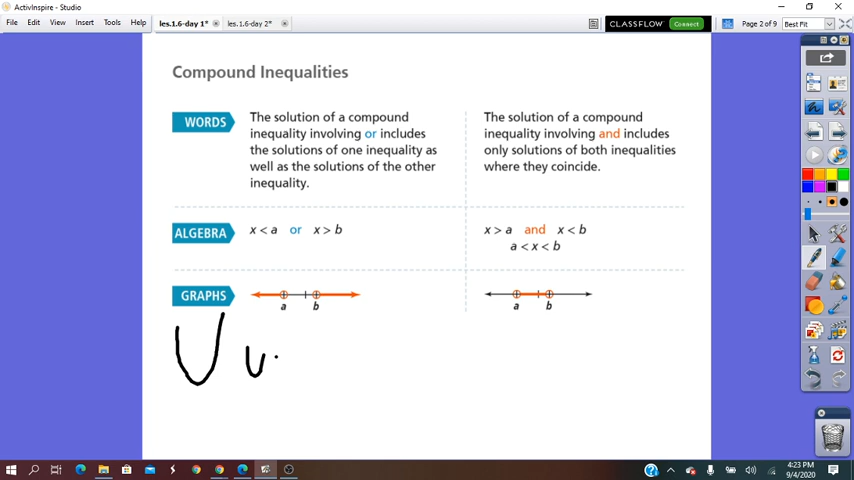 ActivInspire - Studio
File Edit View Insert Tools Help
les.1.6-day 1* les.1.6-day 2*
CLASSFLOW Connect
Page 2 of 9
Best Fit
Compound Inequalities
WORDS
The solution of a compound
inequality involving or includes
the solutions of one inequality as
well as the solutions of the other
inequality.
The solution of a compound
inequality involving and includes
only solutions of both inequalities
where they coincide.
ALGEBRA
x < a or x > b
x > a and x < b
a < x < b
GRAPHS
a b
a b
U u
4:23 PM
9/4/2020